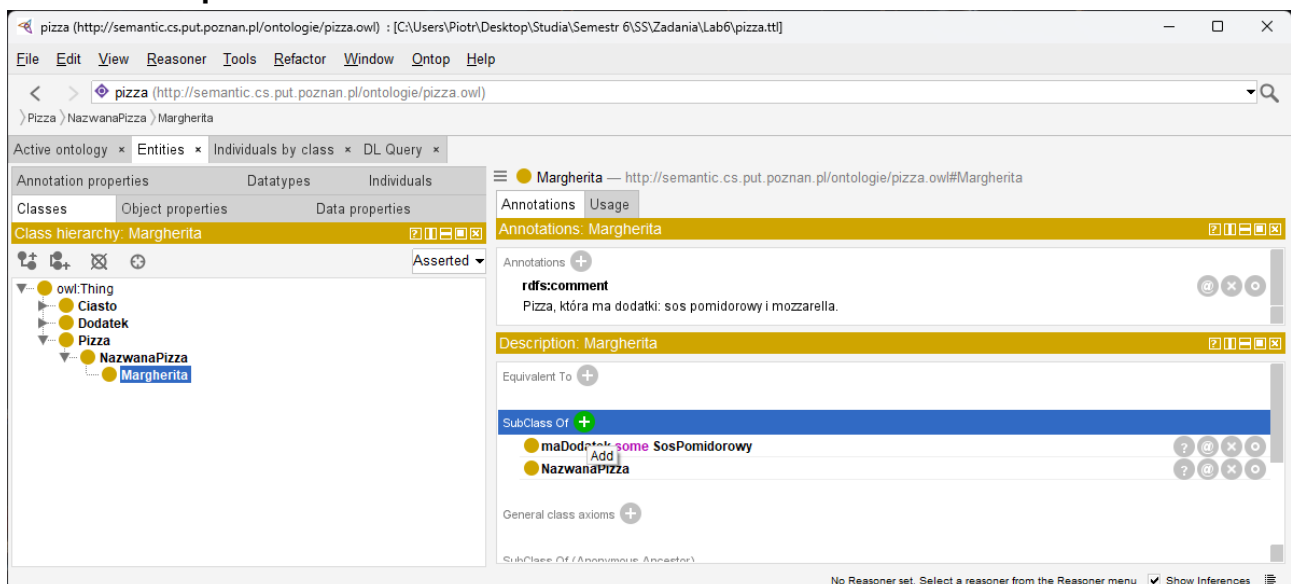 pizza (http://semantic.cs.put.poznan.pl/ontologie/pizza.owl) : [C:\Users\Piotr\Desktop\Studia\Semestr 6\SS\Zadania\Lab6\pizza.ttl]
File Edit View Reasoner Tools Refactor Window Ontop Help
pizza (http://semantic.cs.put.poznan.pl/ontologie/pizza.owl)
Pizza NazwanaPizza Margherita
Active ontology × Entities × Individuals by class × DL Query ×
Annotation properties Datatypes Individuals
Classes Object properties Data properties
Class hierarchy: Margherita
Asserted
owl:Thing
Ciasto
Dodatek
Pizza
NazwanaPizza
Margherita
Margherita — http://semantic.cs.put.poznan.pl/ontologie/pizza.owl#Margherita
Annotations Usage
Annotations: Margherita
Annotations
rdfs:comment
Pizza, która ma dodatki: sos pomidorowy i mozzarella.
Description: Margherita
Equivalent To
SubClass Of
maDodatek some SosPomidorowy
Add
NazwanaPizza
General class axioms
SubClass Of (Anonymous Ancestor)
No Reasoner set. Select a reasoner from the Reasoner menu Show Inferences